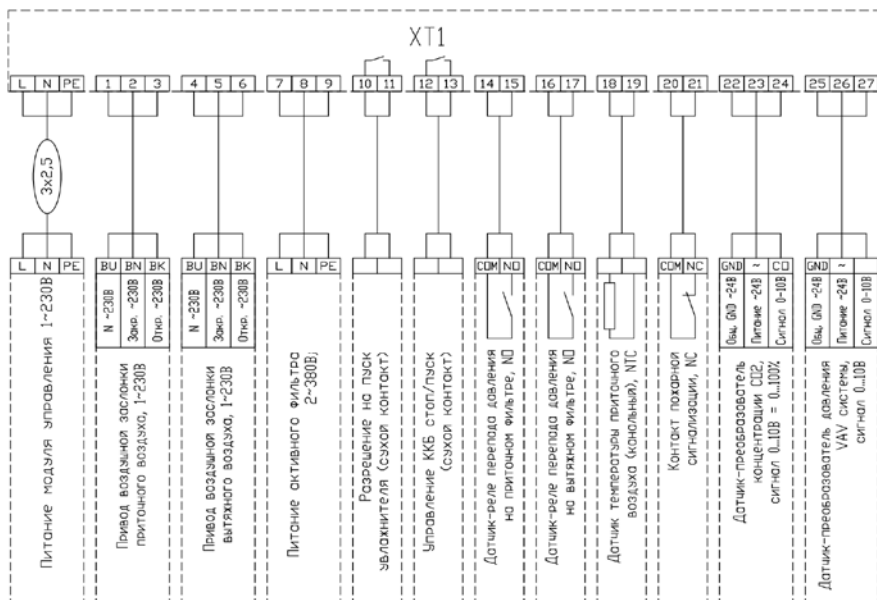 XT1
L N PE 1 2 3 4 5 6 7 8 9 10 11 12 13 14 15 16 17 18 19 20 21 22 23 24 25 26 27
3x2,5
L N PE BU BN BK BU BN BK L N PE COM NO COM NO COM NC GND ~ CO GND ~
N ~230В
Закр. ~230В
Откр. ~230В
N ~230В
Закр. ~230В
Откр. ~230В
Общ. GND ~24В
Питание ~24В
Сигнал 0-10В
Общ. GND ~24В
Питание ~24В
Сигнал 0-10В
Питание модуля управления 1~230В
Привод воздушной заслонки
приточного воздуха, 1~230В
Привод воздушной заслонки
вытяжного воздуха, 1~230В
Питание активного фильтра
2~380В;
Разрешение на пуск
увлажнителя (сухой контакт)
Управление ККБ стоп/пуск
(сухой контакт)
Датчик-реле перепада давления
на приточном фильтре, NO
Датчик-реле перепада давления
на вытяжном фильтре, NO
Датчик температуры приточного
воздуха (канальный), NTC
Контакт пожарной
сигнализации, NC
Датчик-преобразователь
концентрации CO2,
сигнал 0...10В = 0...100%
Датчик-преобразователь давления
VAV системы,
сигнал 0...10В